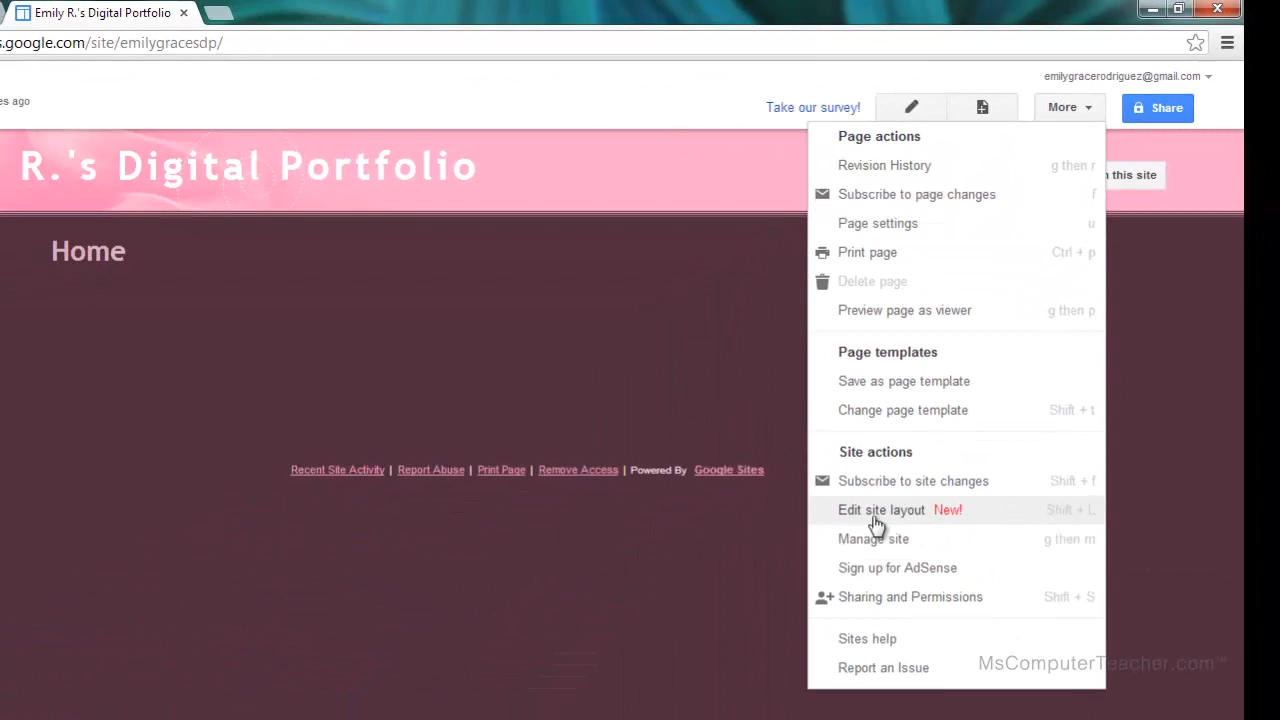 Emily R.'s Digital Portfolio
s.google.com/site/emilygracesdp/
emilygracerodriguez@gmail.com
es ago
Take our survey!
More
Share
R.'s Digital Portfolio
this site
Home
Page actions
Revision History g then r
Subscribe to page changes f
Page settings u
Print page Ctrl + p
Delete page
Preview page as viewer g then p
Page templates
Save as page template
Change page template Shift + t
Site actions
Subscribe to site changes Shift + f
Edit site layout New! Shift + L
Manage site g then m
Sign up for AdSense
Sharing and Permissions Shift + S
Sites help
Report an Issue
Recent Site Activity | Report Abuse | Print Page | Remove Access | Powered By Google Sites
MsComputerTeacher.com™